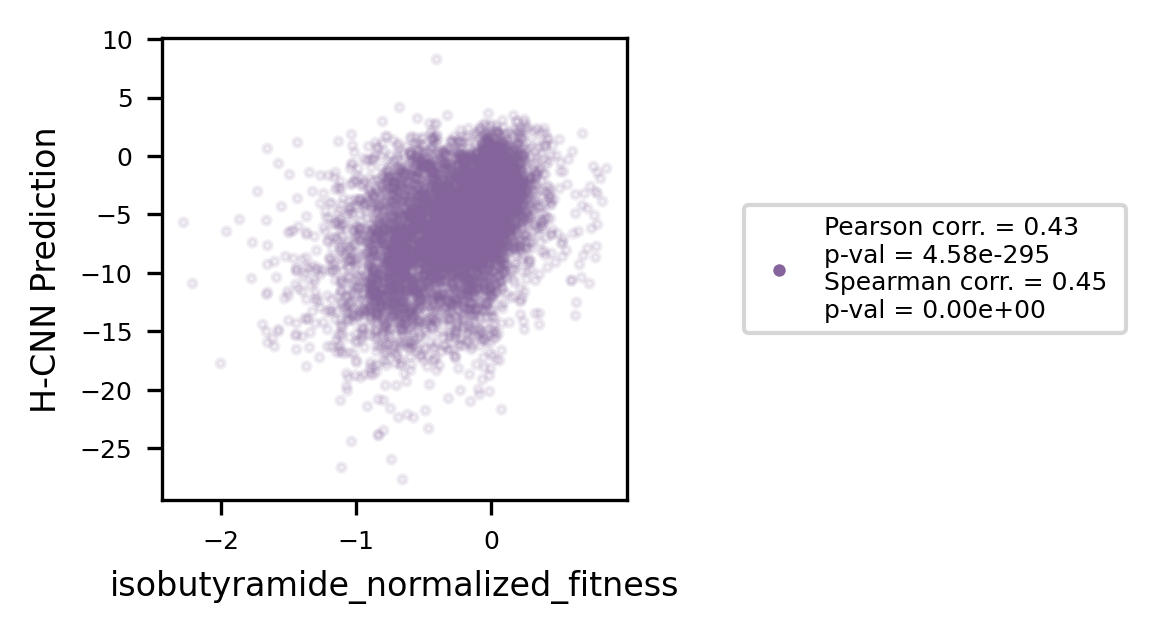 10
5
0
−5
−10
−15
−20
−25
H-CNN Prediction
−2
−1
0
isobutyramide_normalized_fitness
Pearson corr. = 0.43
p-val = 4.58e-295
Spearman corr. = 0.45
p-val = 0.00e+00